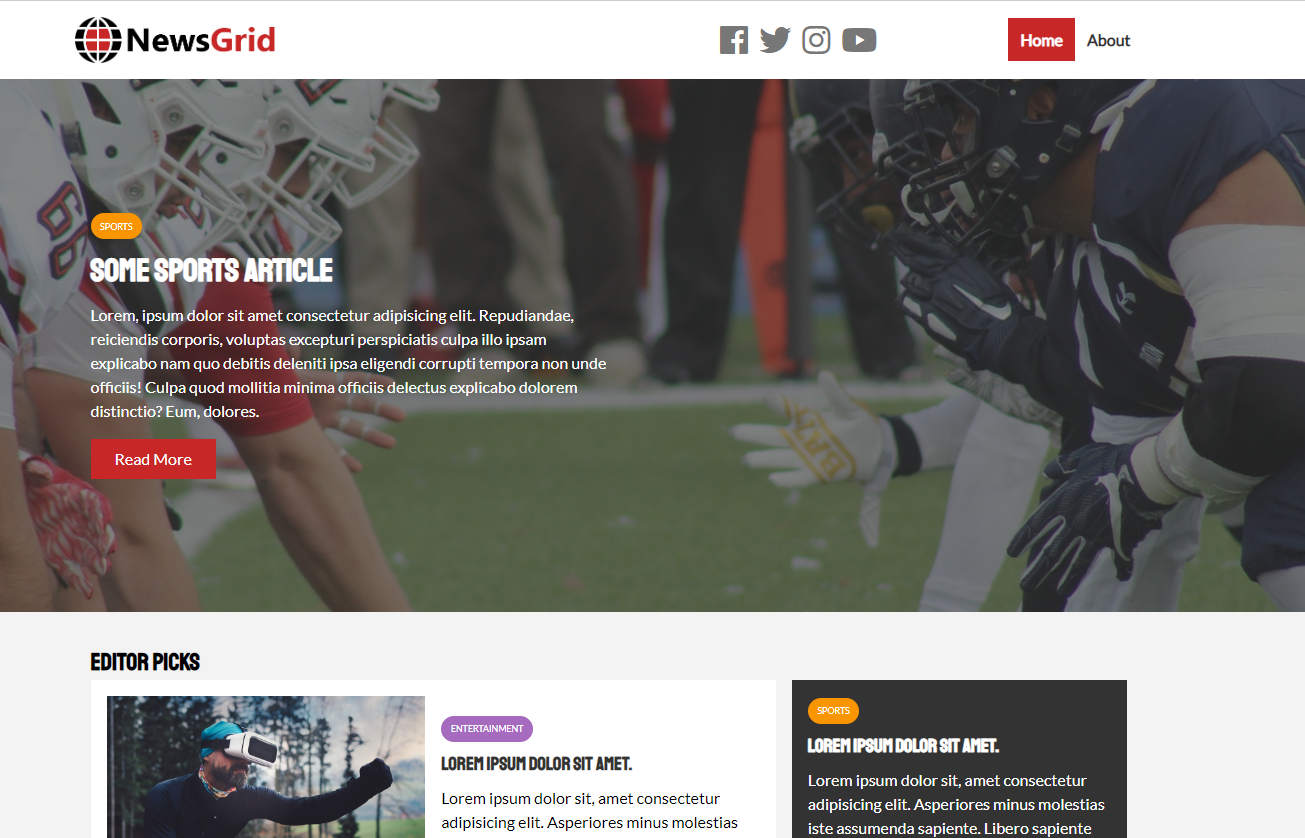 NewsGrid
Home
About
SPORTS
SOME SPORTS ARTICLE
Lorem, ipsum dolor sit amet consectetur adipisicing elit. Repudiandae,
reiciendis corporis, voluptas excepturi perspiciatis culpa illo ipsam
explicabo nam quo debitis deleniti ipsa eligendi corrupti tempora non unde
officiis! Culpa quod mollitia minima officiis delectus explicabo dolorem
distinctio? Eum, dolores.
Read More
EDITOR PICKS
ENTERTAINMENT
LOREM IPSUM DOLOR SIT AMET.
Lorem ipsum dolor sit, amet consectetur
adipisicing elit. Asperiores minus molestias
SPORTS
LOREM IPSUM DOLOR SIT AMET.
Lorem ipsum dolor sit, amet consectetur
adipisicing elit. Asperiores minus molestias
iste assumenda sapiente. Libero sapiente